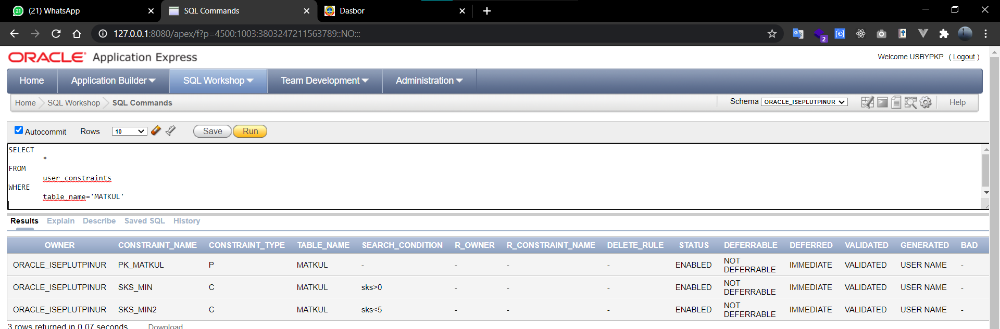 (21) WhatsApp
SQL Commands
Dasbor
127.0.0.1:8080/apex/f?p=4500:1003:3803247211563789::NO:::
2
ORACLE Application Express
Welcome USBYPKP ( Logout )
Home Application Builder SQL Workshop Team Development Administration
Home SQL Workshop SQL Commands
Schema ORACLE_ISEPLUTPINUR Help
Autocommit Rows 10 Save Run
SELECT
*
FROM
user_constraints
WHERE
table_name='MATKUL'
Results Explain Describe Saved SQL History
OWNER CONSTRAINT_NAME CONSTRAINT_TYPE TABLE_NAME SEARCH_CONDITION R_OWNER R_CONSTRAINT_NAME DELETE_RULE STATUS DEFERRABLE DEFERRED VALIDATED GENERATED BAD
ORACLE_ISEPLUTPINUR PK_MATKUL P MATKUL - - - - ENABLED NOT DEFERRABLE IMMEDIATE VALIDATED USER NAME -
ORACLE_ISEPLUTPINUR SKS_MIN C MATKUL sks>0 - - - ENABLED NOT DEFERRABLE IMMEDIATE VALIDATED USER NAME -
ORACLE_ISEPLUTPINUR SKS_MIN2 C MATKUL sks<5 - - - ENABLED NOT DEFERRABLE IMMEDIATE VALIDATED USER NAME -
3 rows returned in 0.07 seconds Download